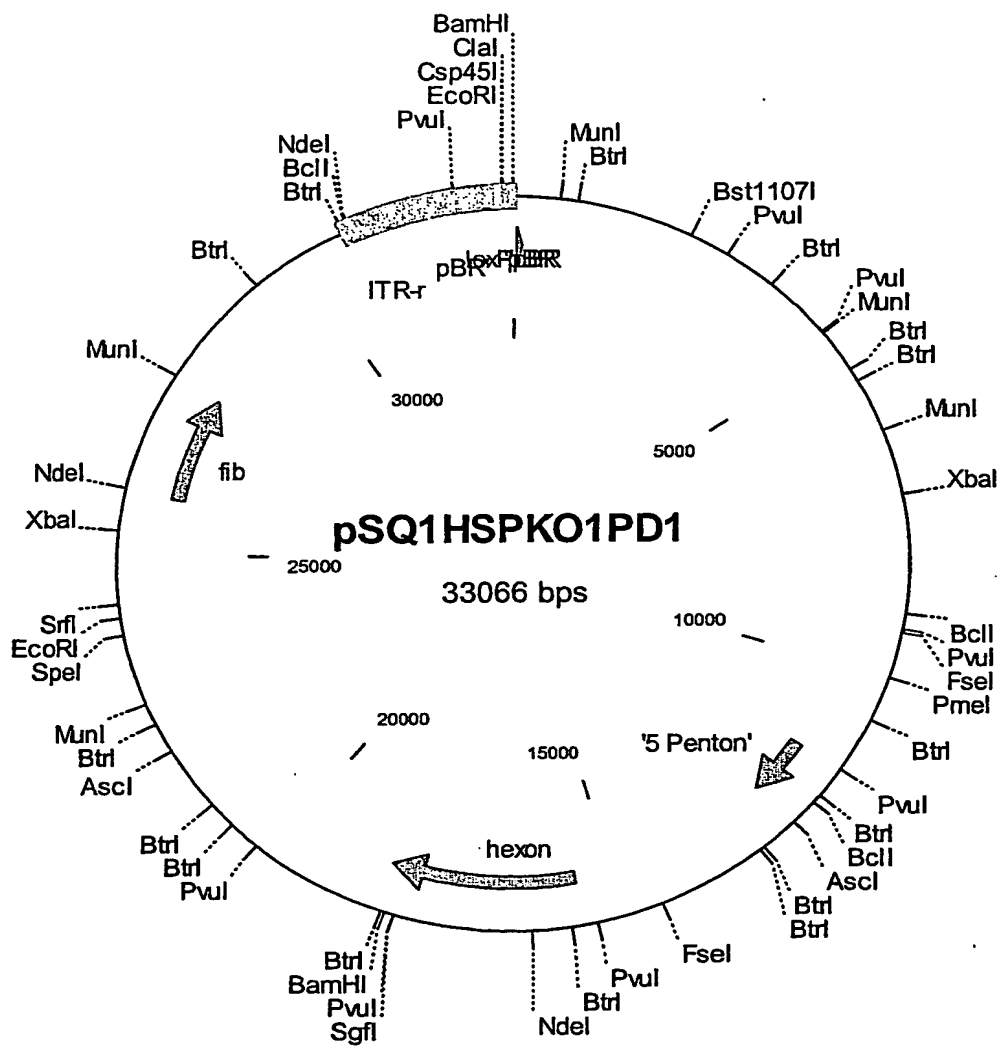 BamHI
ClaI
Csp45I
EcoRI
PvuI
NdeI
BclI
BtrI
BtrI
MunI
NdeI
XbaI
SrfI
EcoRI
SpeI
MunI
BtrI
AscI
BtrI
BtrI
PvuI
BtrI
BamHI
PvuI
SgfI
MunI
BtrI
Bst1107I
PvuI
BtrI
PvuI
MunI
BtrI
BtrI
MunI
XbaI
BclI
PvuI
FseI
PmeI
BtrI
PvuI
BtrI
BclI
AscI
BtrI
BtrI
FseI
PvuI
BtrI
NdeI
ITR-r
pBR
30000
5000
fib
pSQ1HSPKO1PD1
33066 bps
25000
10000
20000
15000
'5 Penton'
hexon